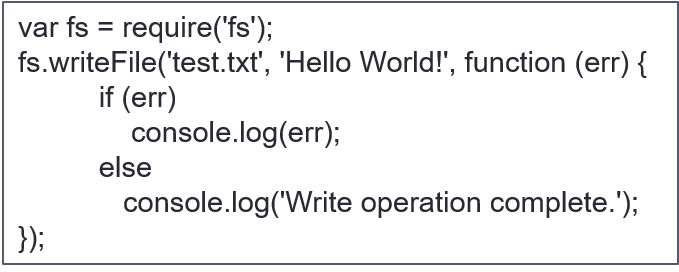 var fs = require('fs');
fs.writeFile('test.txt', 'Hello World!', function (err) {
if (err)
console.log(err);
else
console.log('Write operation complete.');
});